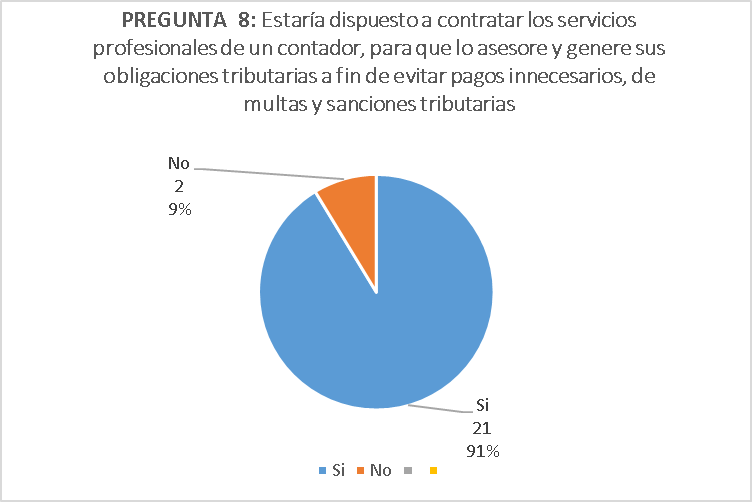 PREGUNTA 8: Estaría dispuesto a contratar los servicios
profesionales de un contador, para que lo asesore y genere sus
obligaciones tributarias a fin de evitar pagos innecesarios, de
multas y sanciones tributarias
No
2
9%
Si
21
91%
Si No